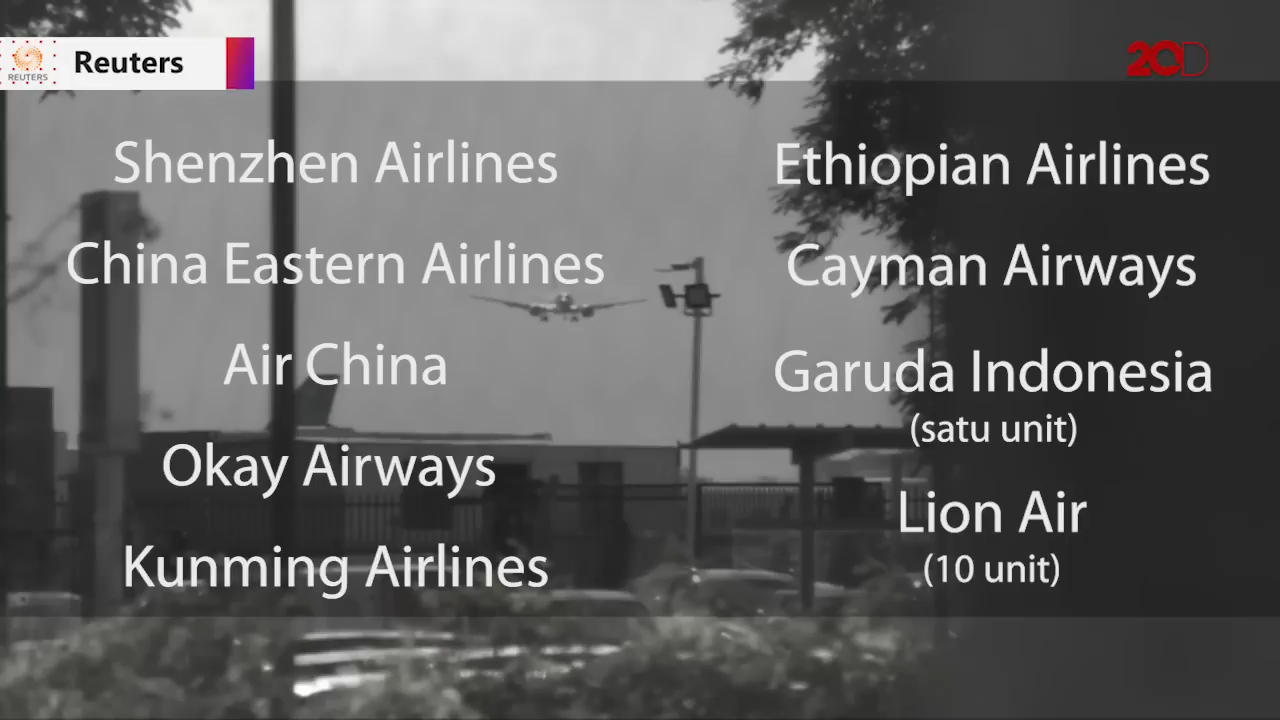 REUTERS
Reuters
20D
Shenzhen Airlines
China Eastern Airlines
Air China
Okay Airways
Kunming Airlines
Ethiopian Airlines
Cayman Airways
Garuda Indonesia
(satu unit)
Lion Air
(10 unit)